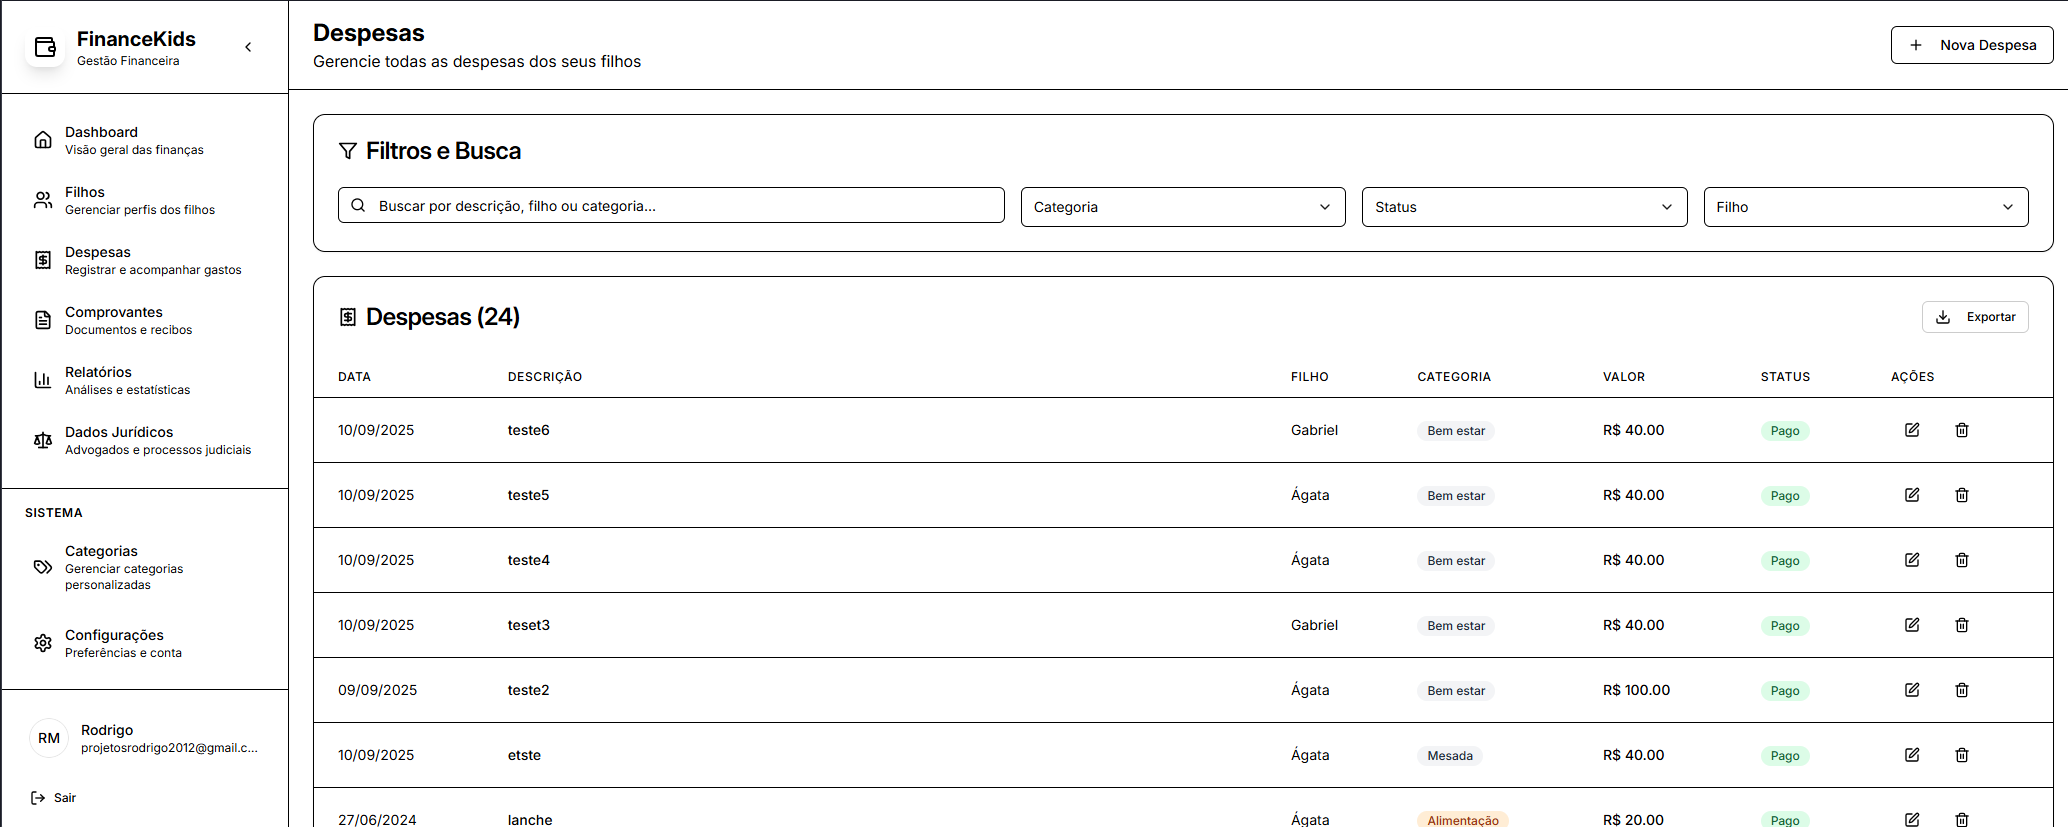 FinanceKids
Gestão Financeira
Dashboard
Visão geral das finanças
Filhos
Gerenciar perfis dos filhos
Despesas
Registrar e acompanhar gastos
Comprovantes
Documentos e recibos
Relatórios
Análises e estatísticas
Dados Jurídicos
Advogados e processos judiciais
SISTEMA
Categorias
Gerenciar categorias
personalizadas
Configurações
Preferências e conta
RM
Rodrigo
projetosrodrigo2012@gmail.c...
Sair
Despesas
Gerencie todas as despesas dos seus filhos
Nova Despesa
Filtros e Busca
Buscar por descrição, filho ou categoria... Categoria Status Filho
Despesas (24)
Exportar
DATA DESCRIÇÃO FILHO CATEGORIA VALOR STATUS AÇÕES
10/09/2025 teste6 Gabriel Bem estar R$ 40.00 Pago
10/09/2025 teste5 Ágata Bem estar R$ 40.00 Pago
10/09/2025 teste4 Ágata Bem estar R$ 40.00 Pago
10/09/2025 teset3 Gabriel Bem estar R$ 40.00 Pago
09/09/2025 teste2 Ágata Bem estar R$ 100.00 Pago
10/09/2025 etste Ágata Mesada R$ 40.00 Pago
27/06/2024 lanche Ágata Alimentação R$ 20.00 Pago